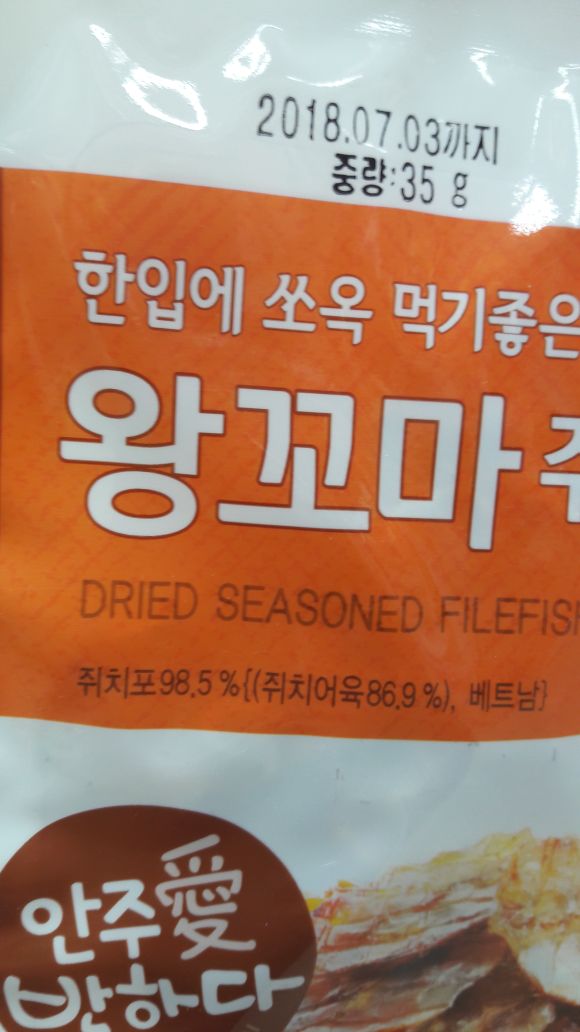 2018.07.03까지
중량:35 g
한입에 쏘옥 먹기좋은
왕꼬마
DRIED SEASONED FILEFISH
쥐치포98.5%{(쥐치어육86.9%), 베트남}
안주愛
반하다